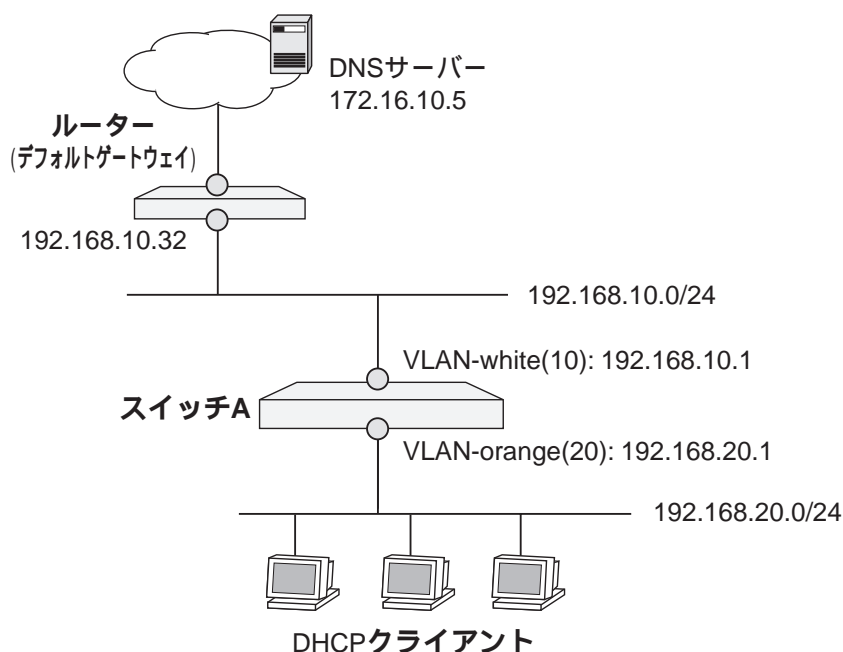 DNSサーバー
172.16.10.5
ルーター
(デフォルトゲートウェイ)
192.168.10.32
192.168.10.0/24
VLAN-white(10): 192.168.10.1
スイッチA
VLAN-orange(20): 192.168.20.1
192.168.20.0/24
DHCPクライアント